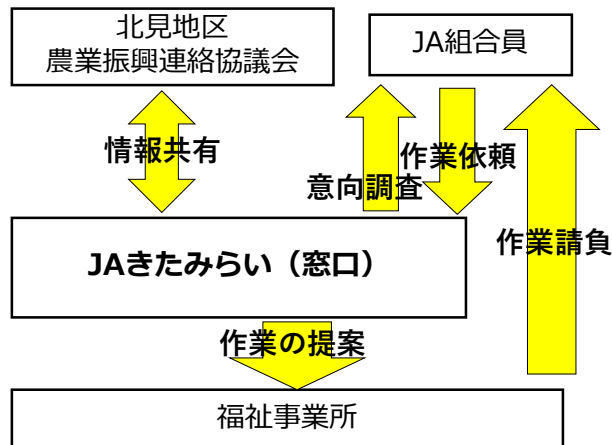 北見地区
農業振興連絡協議会
JA組合員
情報共有
作業依頼
意向調査
作業請負
JAきたみらい（窓口）
作業の提案
福祉事業所